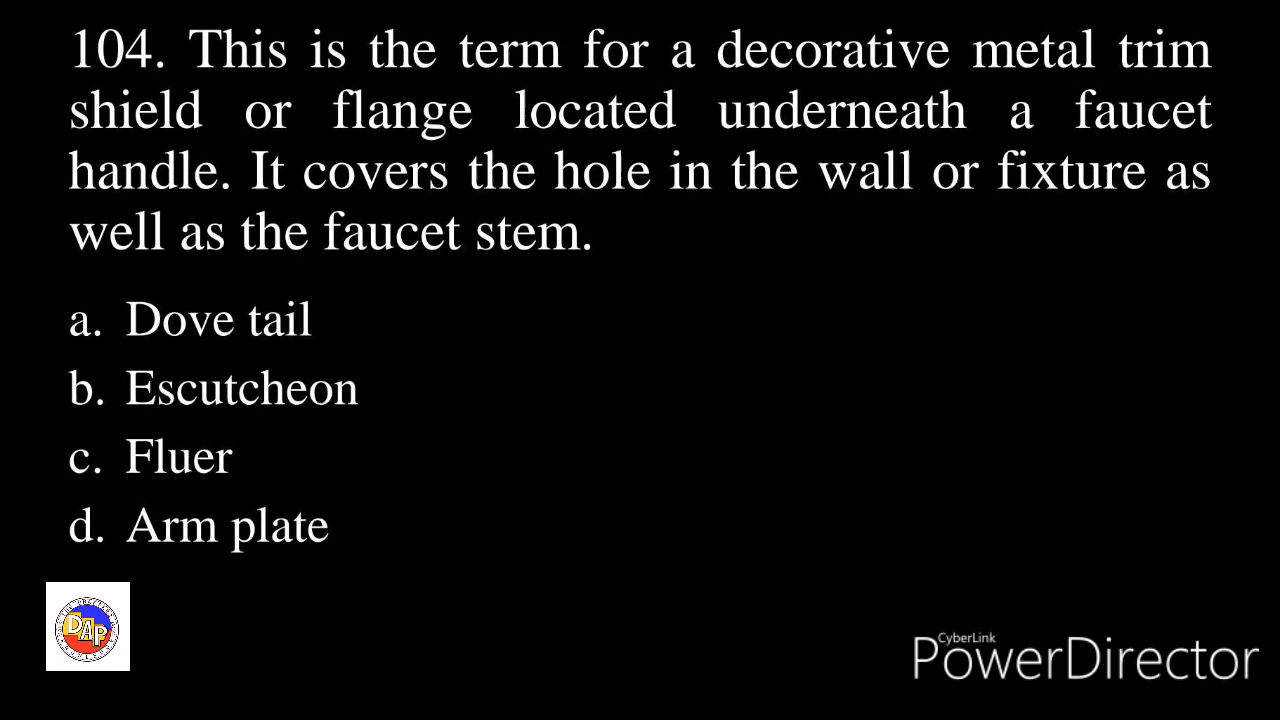 104. This is the term for a decorative metal trim
shield or flange located underneath a faucet
handle. It covers the hole in the wall or fixture as
well as the faucet stem.
a. Dove tail
b. Escutcheon
c. Fluer
d. Arm plate
DAP
CyberLink
PowerDirector